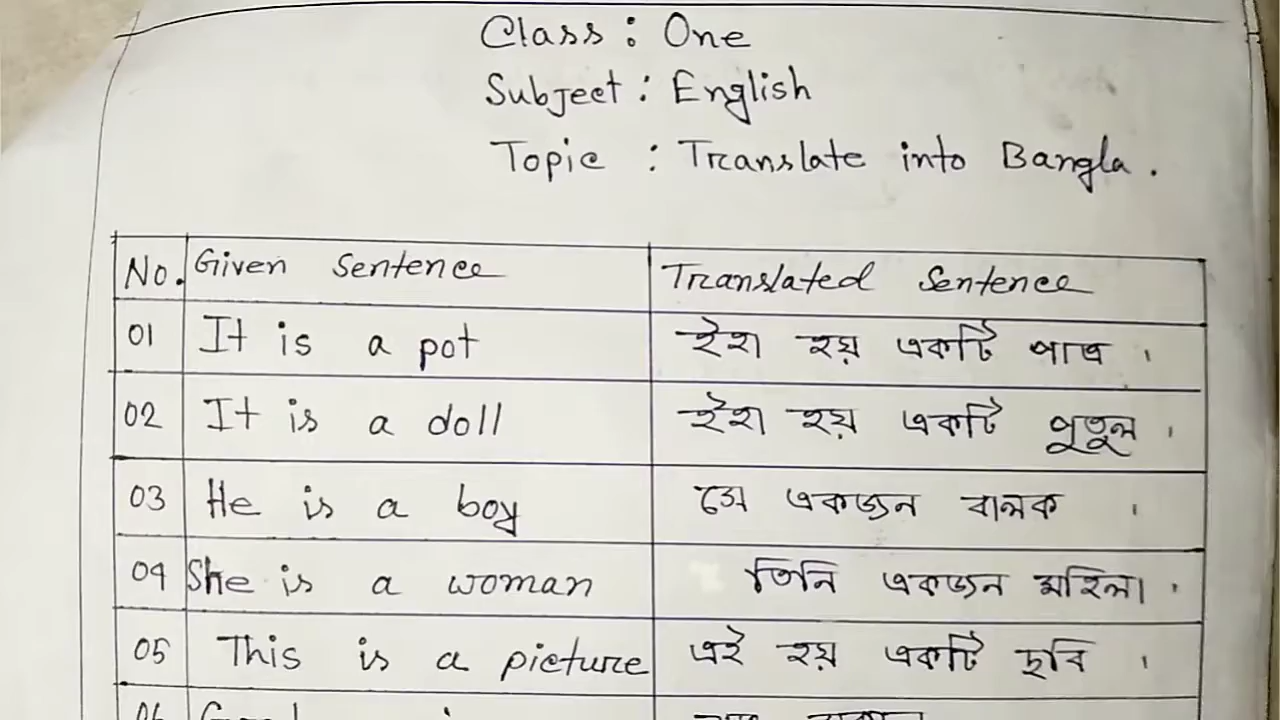 Class : One
Subject : English
Topic : Translate into Bangla.
No. Given Sentence Translated Sentence
01 It is a pot ইহা হয় একটি পাত্র ।
02 It is a doll ইহা হয় একটি পুতুল ।
03 He is a boy সে একজন বালক ।
04 She is a woman তিনি একজন মহিলা ।
05 This is a picture এই হয় একটি ছবি ।
06